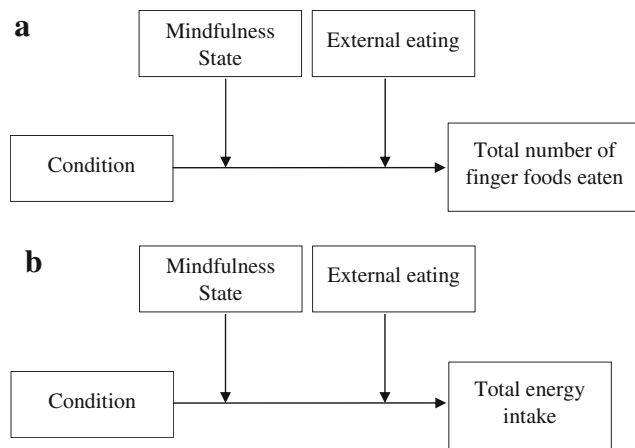 a
Mindfulness
State
External eating
Condition
Total number of
finger foods eaten
b
Mindfulness
State
External eating
Condition
Total energy
intake